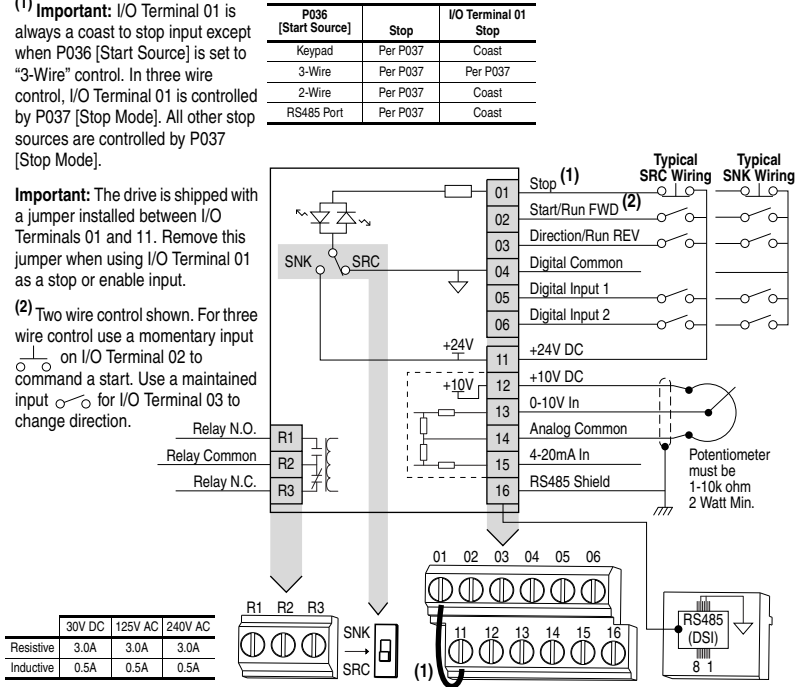 (1) Important: I/O Terminal 01 is
always a coast to stop input except
when P036 [Start Source] is set to
“3-Wire” control. In three wire
control, I/O Terminal 01 is controlled
by P037 [Stop Mode]. All other stop
sources are controlled by P037
[Stop Mode].
Important: The drive is shipped with
a jumper installed between I/O
Terminals 01 and 11. Remove this
jumper when using I/O Terminal 01
as a stop or enable input.
(2) Two wire control shown. For three
wire control use a momentary input
on I/O Terminal 02 to
command a start. Use a maintained
input for I/O Terminal 03 to
change direction.
P036 I/O Terminal 01
[Start Source] Stop Stop
Keypad Per P037 Coast
3-Wire Per P037 Per P037
2-Wire Per P037 Coast
RS485 Port Per P037 Coast
Typical Typical
SRC Wiring SNK Wiring
01 Stop (1)
02 Start/Run FWD (2)
03 Direction/Run REV
SNK SRC
04 Digital Common
05 Digital Input 1
06 Digital Input 2
+24V
11 +24V DC
+10V
12 +10V DC
13 0-10V In
14 Analog Common
15 4-20mA In
16 RS485 Shield
Potentiometer
must be
1-10k ohm
2 Watt Min.
Relay N.O. R1
Relay Common R2
Relay N.C. R3
01 02 03 04 05 06
11 12 13 14 15 16
(1)
R1 R2 R3
SNK
SRC
RS485
(DSI)
8 1
30V DC 125V AC 240V AC
Resistive 3.0A 3.0A 3.0A
Inductive 0.5A 0.5A 0.5A